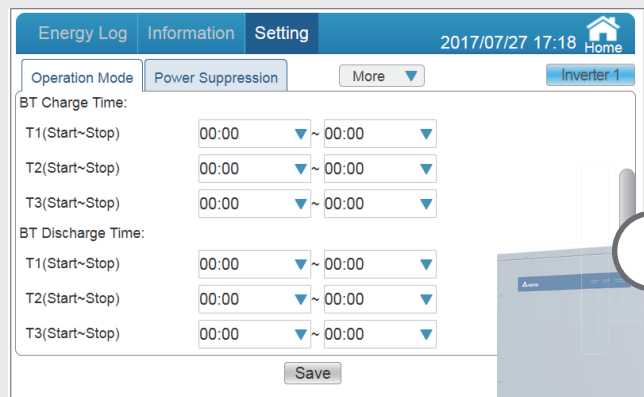 Energy Log Information Setting 2017/07/27 17:18 Home
Operation Mode Power Suppression More Inverter 1
BT Charge Time:
T1(Start~Stop) 00:00 ~ 00:00
T2(Start~Stop) 00:00 ~ 00:00
T3(Start~Stop) 00:00 ~ 00:00
BT Discharge Time:
T1(Start~Stop) 00:00 ~ 00:00
T2(Start~Stop) 00:00 ~ 00:00
T3(Start~Stop) 00:00 ~ 00:00
Save